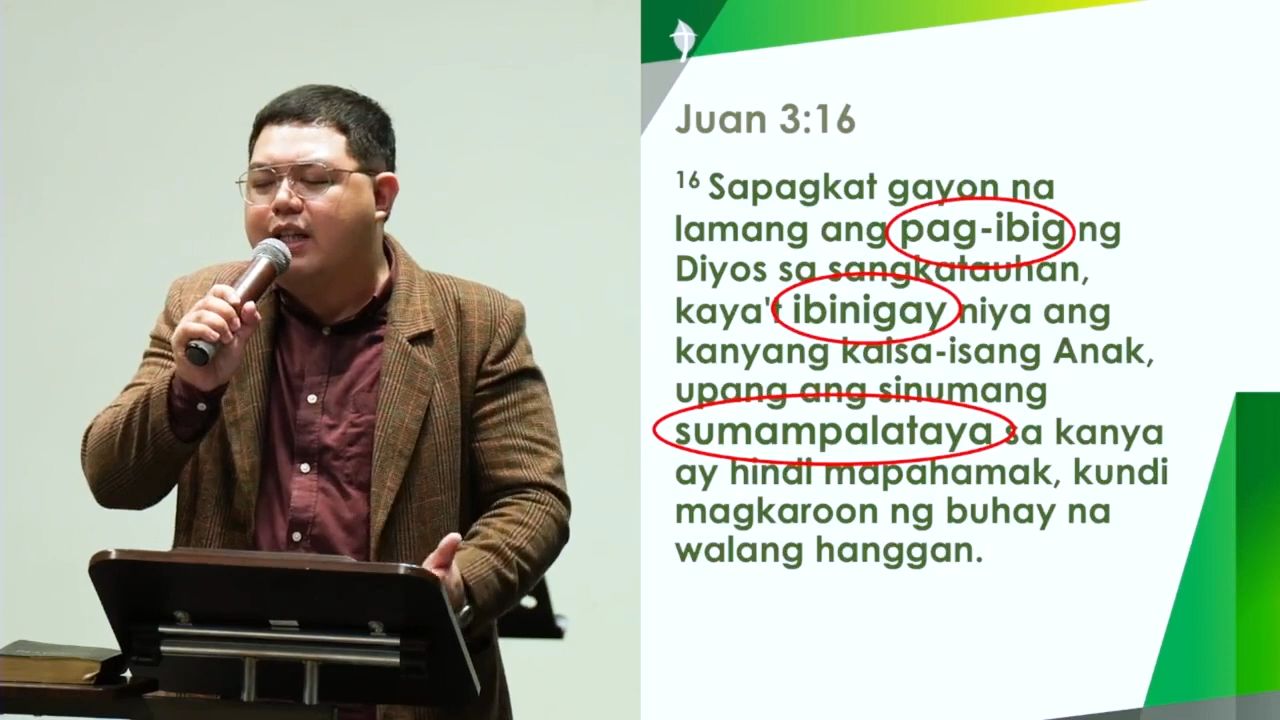 Juan 3:16
16 Sapagkat gayon na
lamang ang pag-ibig ng
Diyos sa sangkatauhan,
kaya't ibinigay niya ang
kanyang kaisa-isang Anak,
upang ang sinumang
sumampalataya sa kanya
ay hindi mapahamak, kundi
magkaroon ng buhay na
walang hanggan.